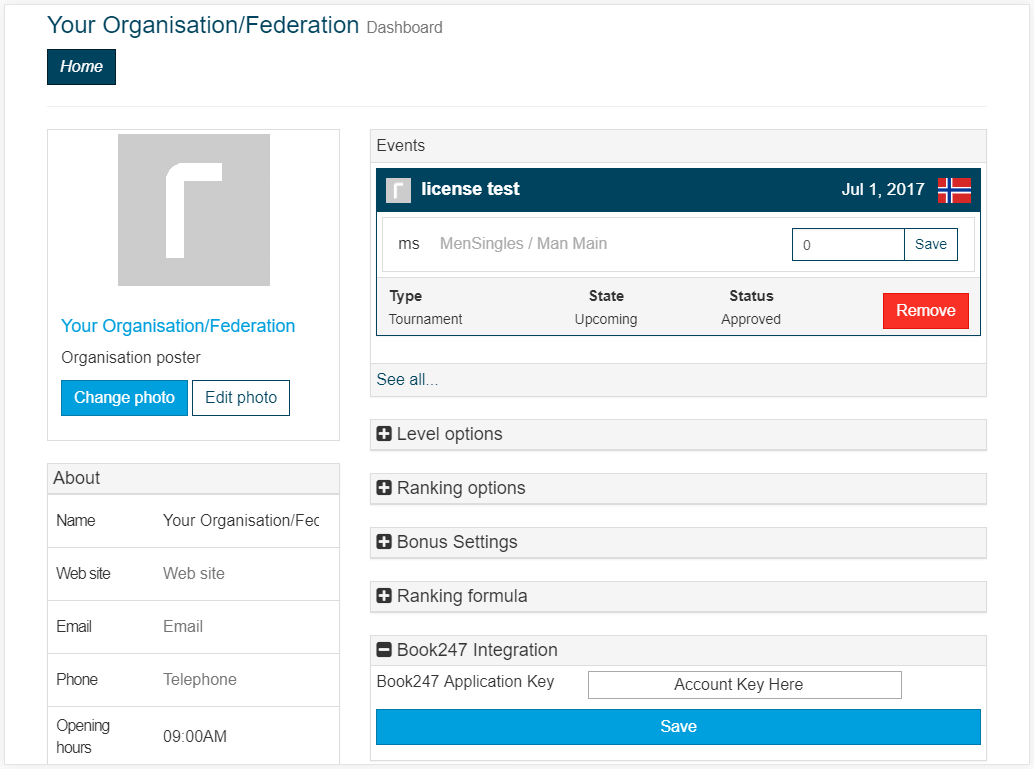 Your Organisation/Federation Dashboard
Home
Your Organisation/Federation
Organisation poster
Change photo Edit photo
About
Name Your Organisation/Fec
Web site Web site
Email Email
Phone Telephone
Opening
hours 09:00AM
Events
license test Jul 1, 2017
ms MenSingles / Man Main 0 Save
Type State Status
Tournament Upcoming Approved
Remove
See all...
Level options
Ranking options
Bonus Settings
Ranking formula
Book247 Integration
Book247 Application Key Account Key Here
Save